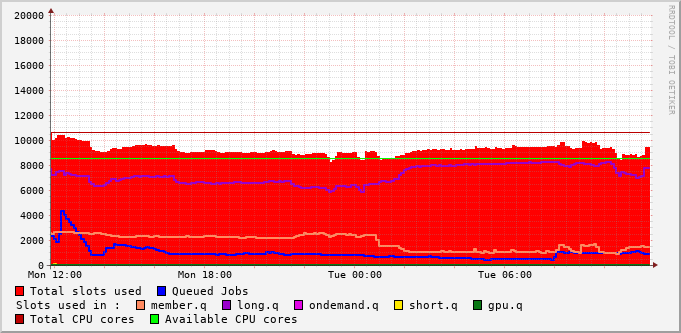 20000
18000
16000
14000
12000
10000
8000
6000
4000
2000
0
Mon 12:00 Mon 18:00 Tue 00:00 Tue 06:00
RRDTOOL / TOBI OETIKER
Total slots used Queued Jobs
Slots used in : member.q long.q ondemand.q short.q gpu.q
Total CPU cores Available CPU cores